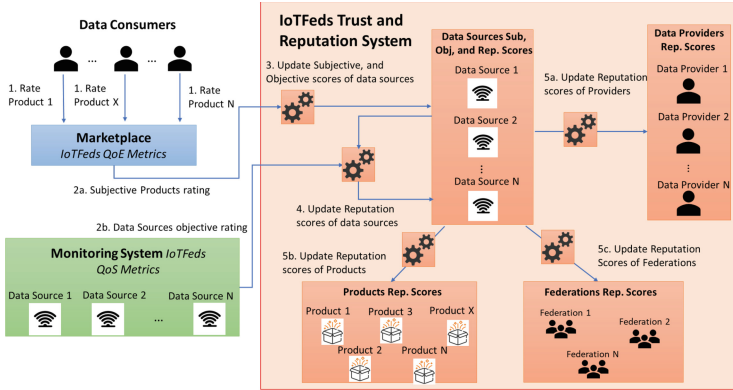 Data Consumers
...
...
1. Rate
Product 1
1. Rate
Product X
1. Rate
Product N
Marketplace
IoTFeds QoE Metrics
2a. Subjective Products rating
2b. Data Sources objective rating
Monitoring System IoTFeds
QoS Metrics
Data Source 1
Data Source 2
...
Data Source N
IoTFeds Trust and
Reputation System
3. Update Subjective, and
Objective scores of data sources
4. Update Reputation
scores of data sources
Data Sources Sub,
Obj, and Rep. Scores
Data Source 1
Data Source 2
...
Data Source N
5a. Update Reputation
scores of Providers
Data Providers
Rep. Scores
Data Provider 1
Data Provider 2
...
Data Provider N
5b. Update Reputation
scores of Products
5c. Update Reputation
Scores of Federations
Products Rep. Scores
Product 1
Product 3
Product X
Product 2
Product N
Federations Rep. Scores
Federation 1
Federation 2
Federation N